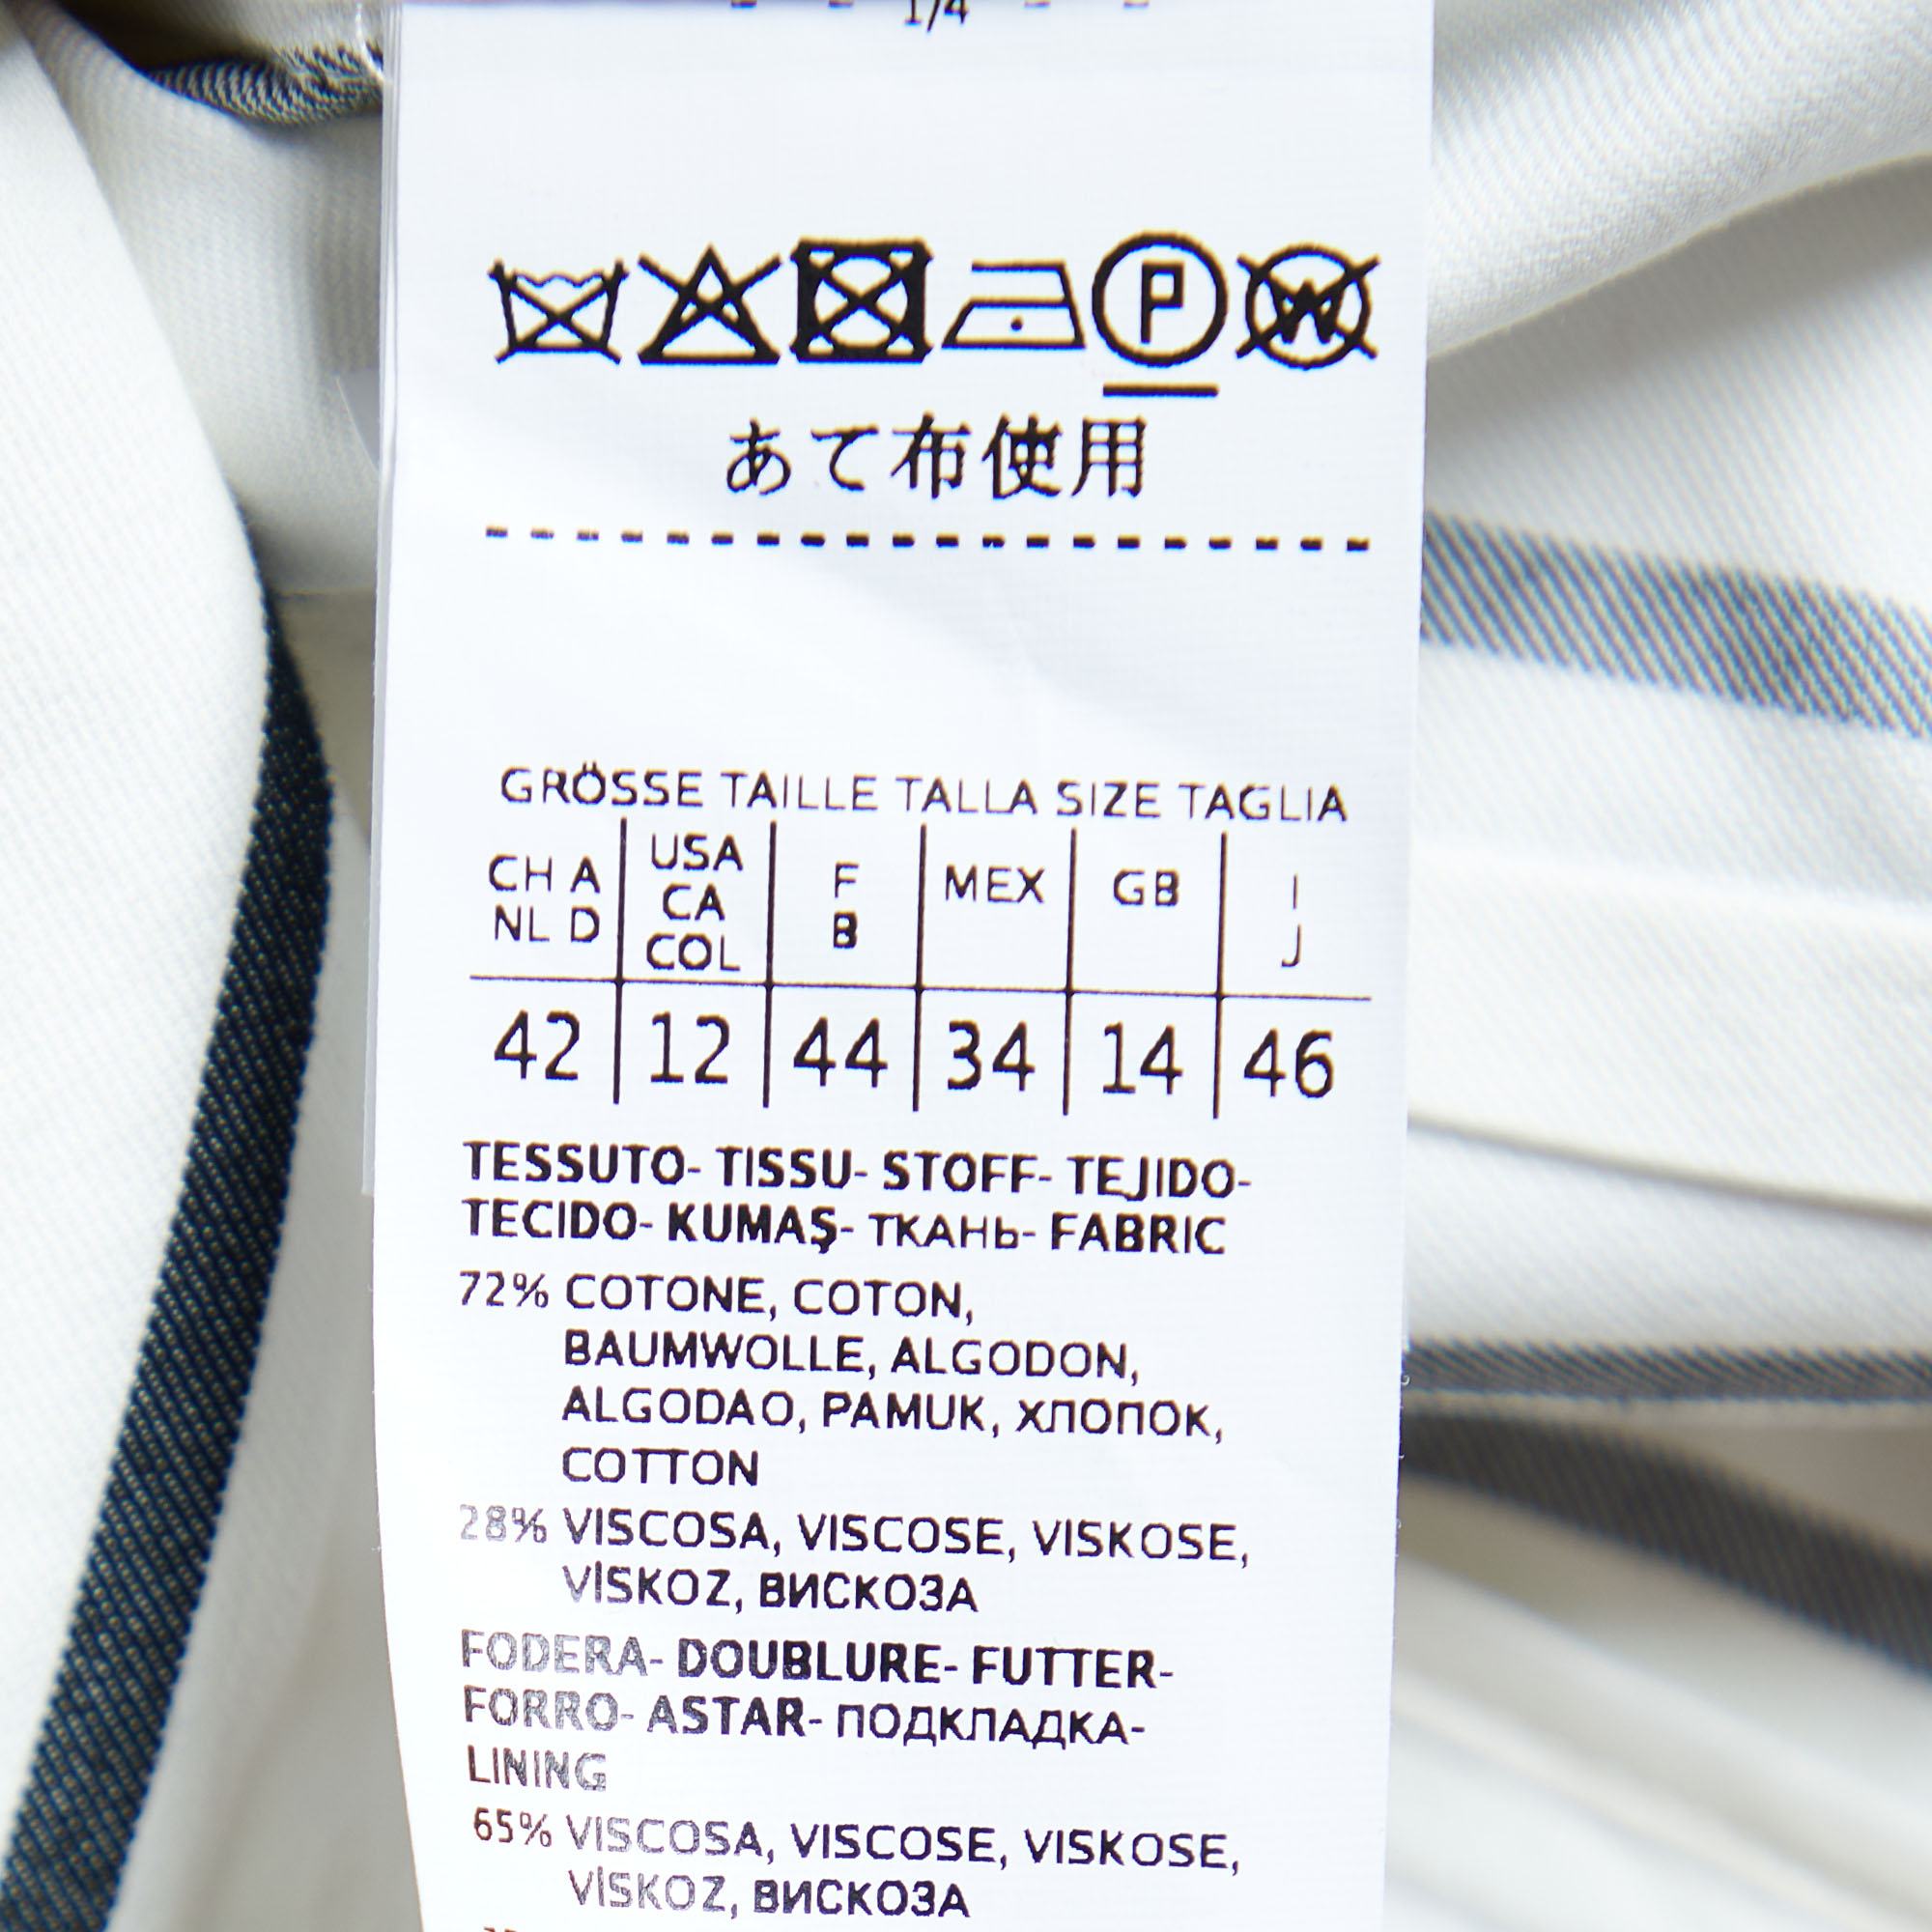 1/4
P W
あて布使用
GRÖSSE TAILLE TALLA SIZE TAGLIA
CH A NL D | USA CA COL | F B | MEX | GB | I J
42 | 12 | 44 | 34 | 14 | 46
TESSUTO- TISSU- STOFF- TEJIDO-
TECIDO- KUMAŞ- ТКАНЬ- FABRIC
72% COTONE, COTON,
BAUMWOLLE, ALGODON,
ALGODAO, PAMUK, ХЛОПОК,
COTTON
28% VISCOSA, VISCOSE, VISKOSE,
VİSKOZ, ВИСКОЗА
FODERA- DOUBLURE- FUTTER-
FORRO- ASTAR- ПОДКЛАДКА-
LINING
65% VISCOSA, VISCOSE, VISKOSE,
VİSKOZ, ВИСКОЗА